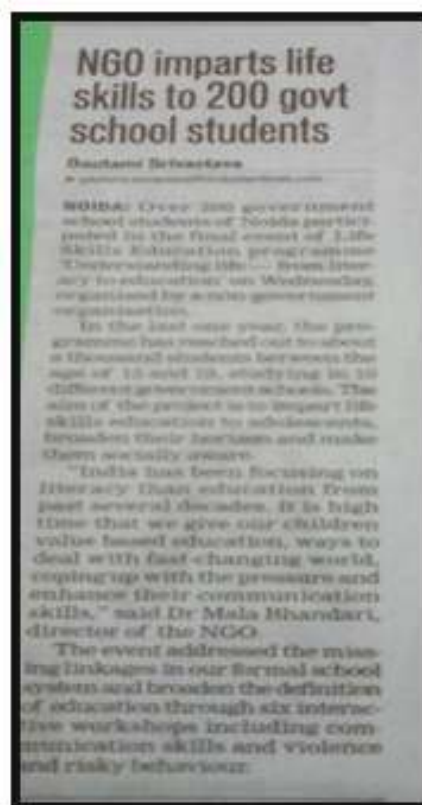 NGO imparts life
skills to 200 govt
school students
Gautami Srivastava
NOIDA: Over 200 government
school students of Noida partici-
pated in the final event of Life
Skills Education programme
'Understanding life — from liter-
acy to education' on Wednesday,
organised by a non-government
organisation.
In the last one year, the pro-
gramme has reached out to about
a thousand students between the
age of 13 and 19, studying in 10
different government schools. The
aim of the project is to impart life
skills education to adolescents,
broaden their horizon and make
them socially aware.
"India has been focusing on
literacy than education from
past several decades. It is high
time that we give our children
value based education, ways to
deal with fast-changing world,
coping up with the pressure and
enhance their communication
skills," said Dr Mala Bhandari,
director of the NGO.
The event addressed the miss-
ing linkages in our formal school
system and broaden the definition
of education through six interac-
tive workshops including com-
munication skills and violence
and risky behaviour.